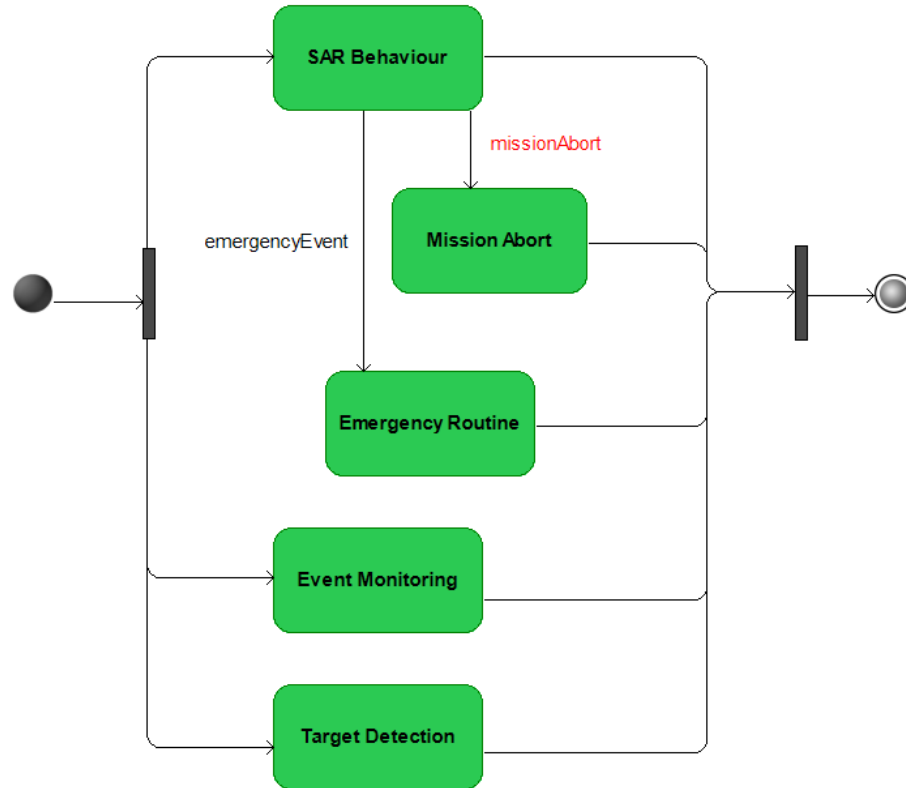 SAR Behaviour
missionAbort
Mission Abort
emergencyEvent
Emergency Routine
Event Monitoring
Target Detection